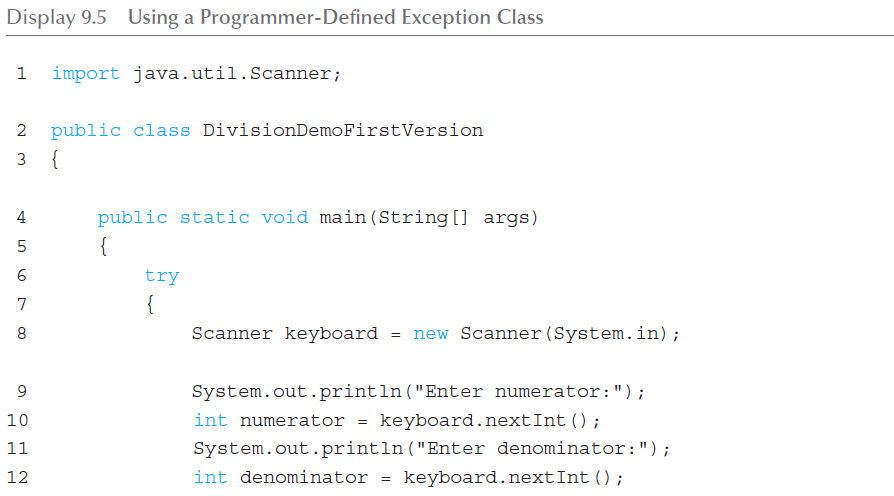 Display 9.5 Using a Programmer-Defined Exception Class
1 import java.util.Scanner;
2 public class DivisionDemoFirstVersion
3 {
4 public static void main(String[] args)
5 {
6 try
7 {
8 Scanner keyboard = new Scanner(System.in);
9 System.out.println("Enter numerator:");
10 int numerator = keyboard.nextInt();
11 System.out.println("Enter denominator:");
12 int denominator = keyboard.nextInt();